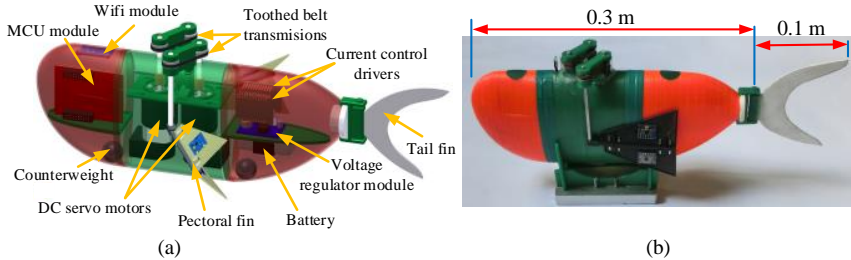 Wifi module
MCU module
Toothed belt
transmisions
Current control
drivers
Tail fin
Voltage
regulator module
Battery
Pectoral fin
DC servo motors
Counterweight
(a)
0.3 m
0.1 m
(b)